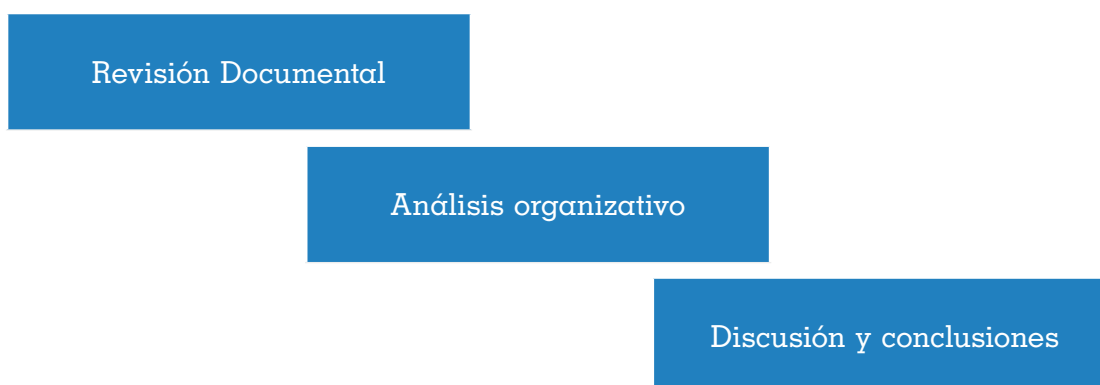 Revisión Documental
Análisis organizativo
Discusión y conclusiones